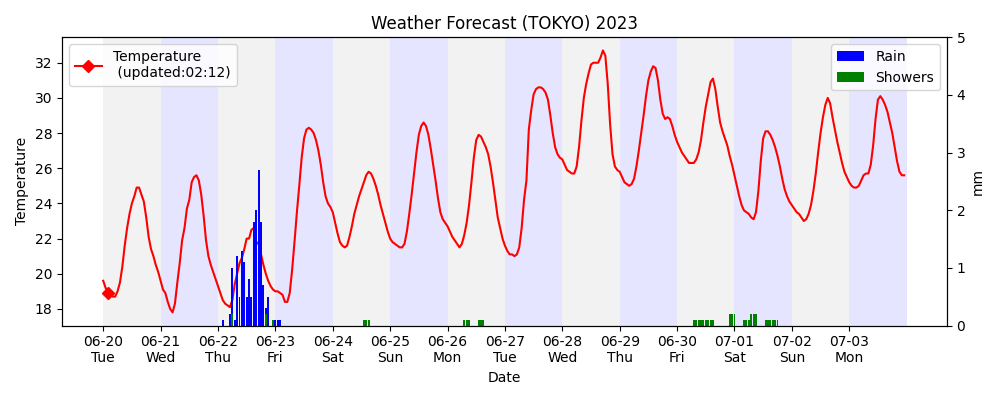 Weather Forecast (TOKYO) 2023
Temperature
(updated:02:12)
Rain
Showers
Temperature
32
30
28
26
24
22
20
18
5
4
3
2
1
0
mm
06-20 06-21 06-22 06-23 06-24 06-25 06-26 06-27 06-28 06-29 06-30 07-01 07-02 07-03
Tue Wed Thu Fri Sat Sun Mon Tue Wed Thu Fri Sat Sun Mon
Date